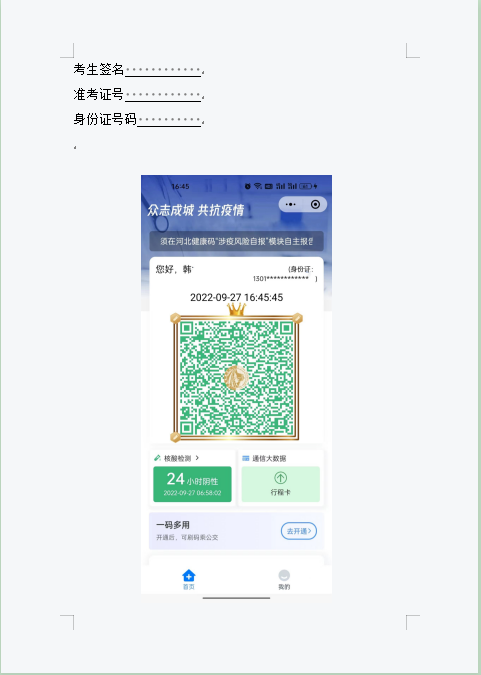 考生签名
准考证号
身份证号码
16:45
众志成城 共抗疫情
须在河北健康码"涉疫风险自报"模块自主报备
您好，韩*
(身份证：
1301************ )
2022-09-27 16:45:45
核酸检测 >
通信大数据
24 小时阴性
2022-09-27 06:58:02
行程卡
一码多用
去开通>
开通后，可刷码乘公交
首页
我的